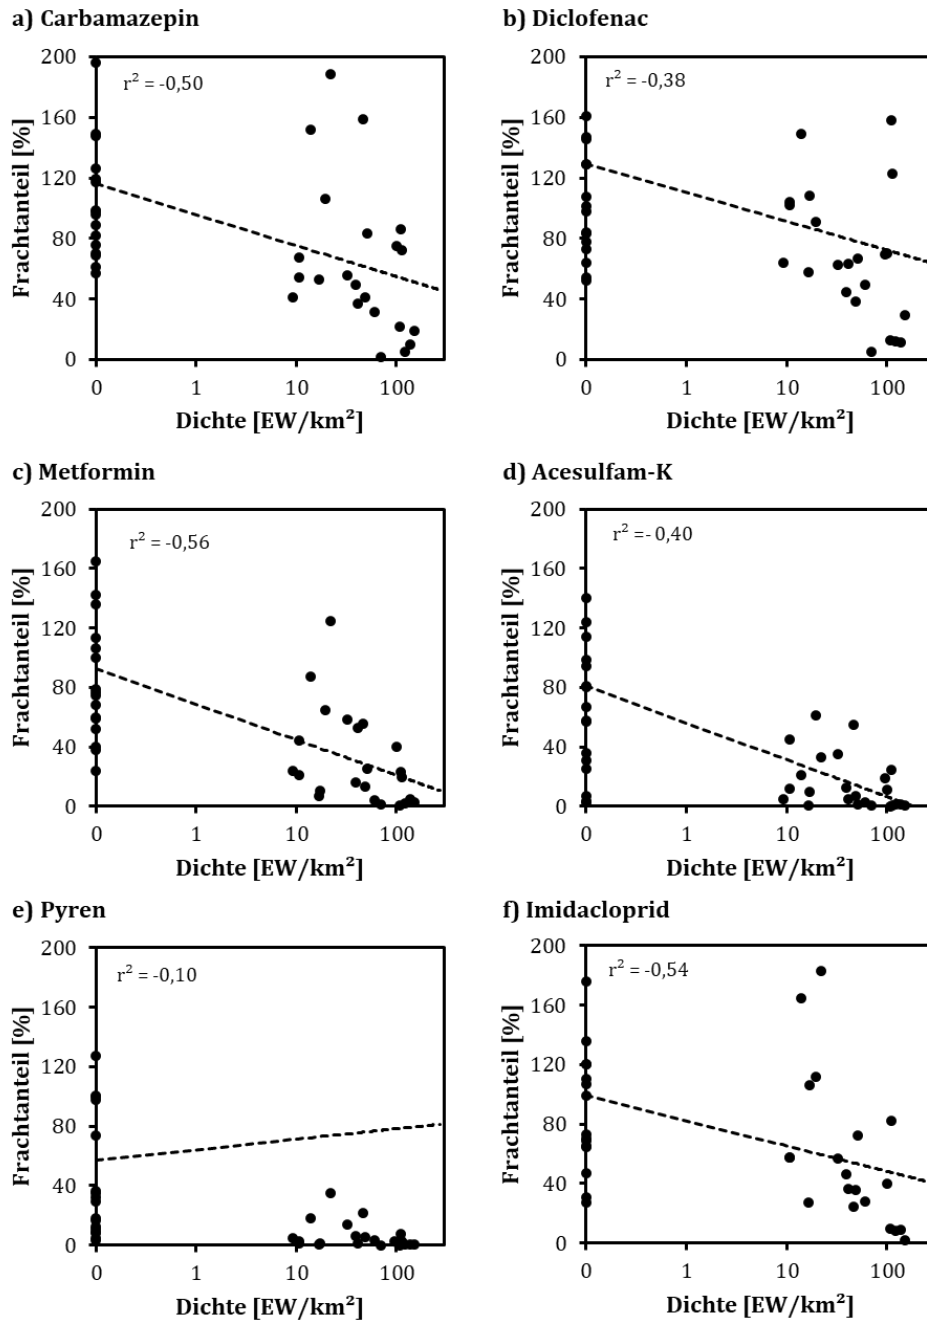 a) Carbamazepin
b) Diclofenac
Frachtanteil [%]
200
160
120
80
40
0
r² = -0,50
0 1 10 100
Dichte [EW/km²]
Frachtanteil [%]
200
160
120
80
40
0
r² = -0,38
0 1 10 100
Dichte [EW/km²]
c) Metformin
d) Acesulfam-K
Frachtanteil [%]
200
160
120
80
40
0
r² = -0,56
0 1 10 100
Dichte [EW/km²]
Frachtanteil [%]
200
160
120
80
40
0
r² =- 0,40
0 1 10 100
Dichte [EW/km²]
e) Pyren
f) Imidacloprid
Frachtanteil [%]
200
160
120
80
40
0
r² = -0,10
0 1 10 100
Dichte [EW/km²]
Frachtanteil [%]
200
160
120
80
40
0
r² = -0,54
0 1 10 100
Dichte [EW/km²]